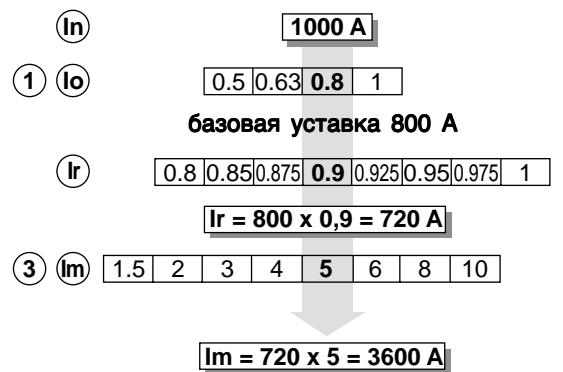 In 1000 A
1 Io 0.5 0.63 0.8 1
базовая уставка 800 А
Ir 0.8 0.85 0.875 0.9 0.925 0.95 0.975 1
Ir = 800 x 0,9 = 720 A
3 Im 1.5 2 3 4 5 6 8 10
Im = 720 x 5 = 3600 A